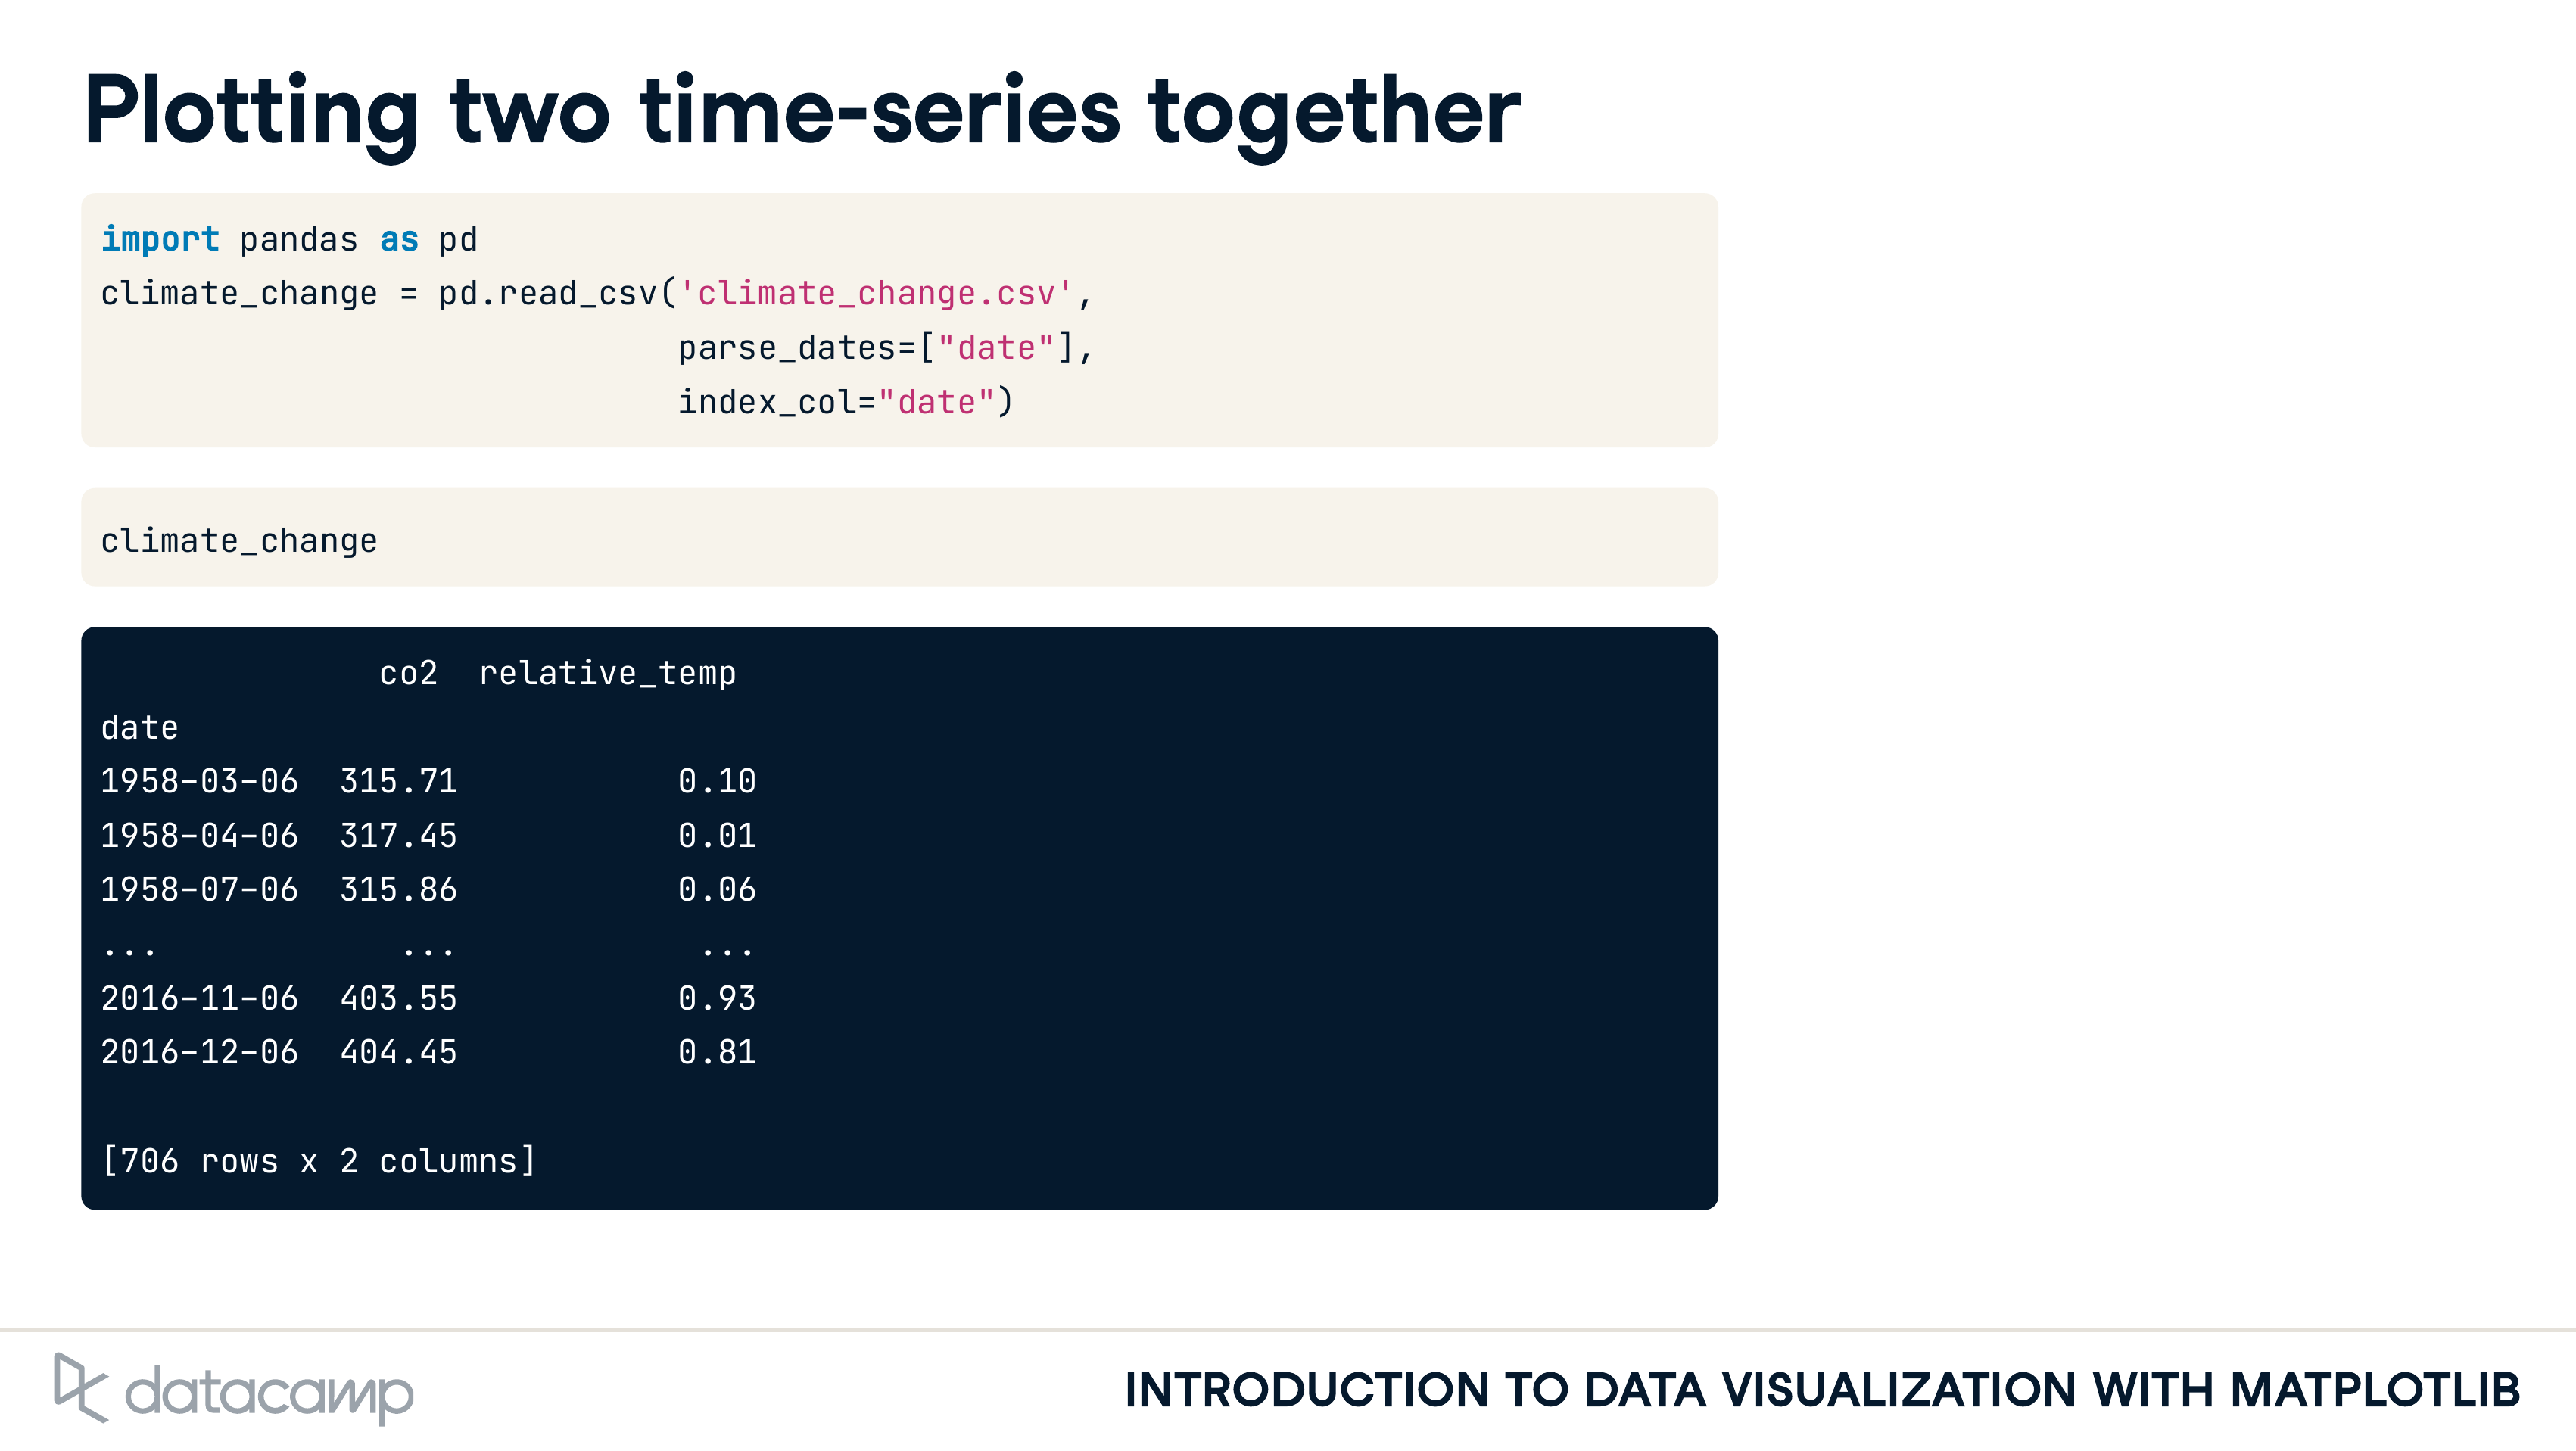 Plotting two time-series together
import pandas as pd
climate_change = pd.read_csv('climate_change.csv',
                             parse_dates=["date"],
                             index_col="date")
climate_change
              co2  relative_temp
date
1958-03-06  315.71           0.10
1958-04-06  317.45           0.01
1958-07-06  315.86           0.06
...            ...            ...
2016-11-06  403.55           0.93
2016-12-06  404.45           0.81
[706 rows x 2 columns]
datacamp
INTRODUCTION TO DATA VISUALIZATION WITH MATPLOTLIB